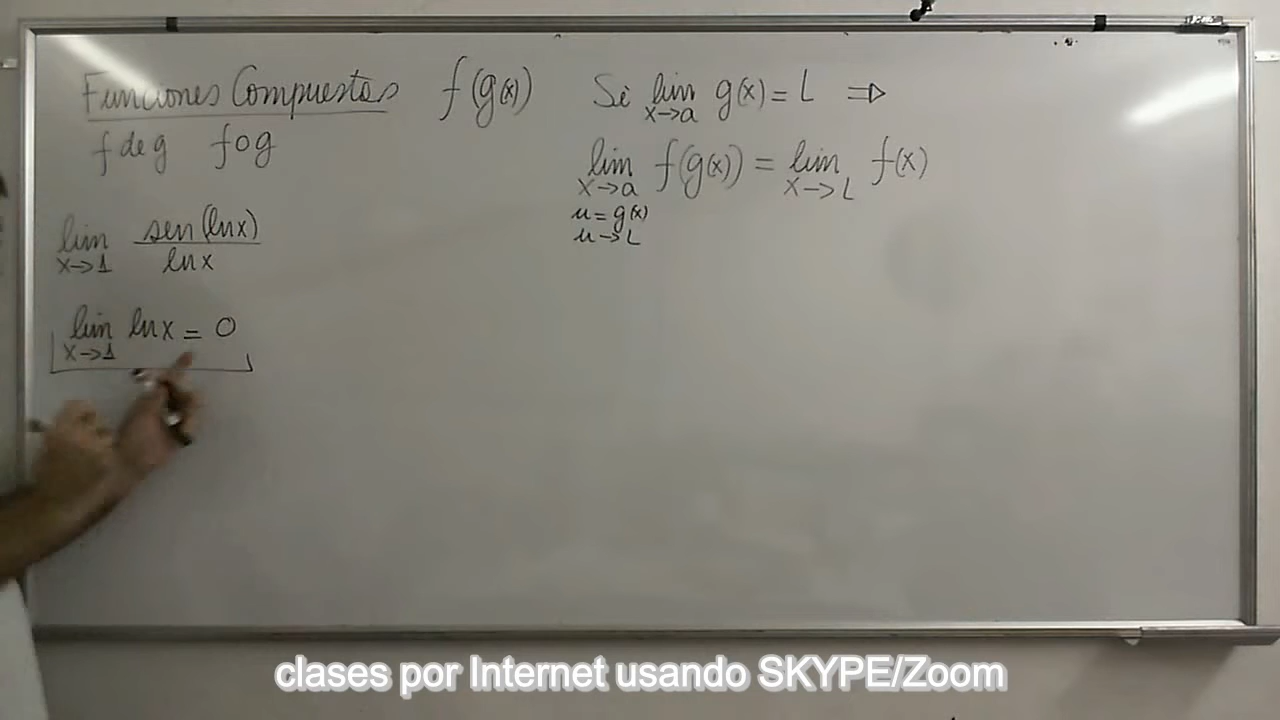 Funciones Compuestas f(g(x))
f de g fog
lim sen(lnx)
x→1 lnx
lim lnx = 0
x→1
Si lim g(x) = L ⇒
x→a
lim f(g(x)) = lim f(x)
x→a x→L
u = g(x)
u→L
clases por Internet usando SKYPE/Zoom